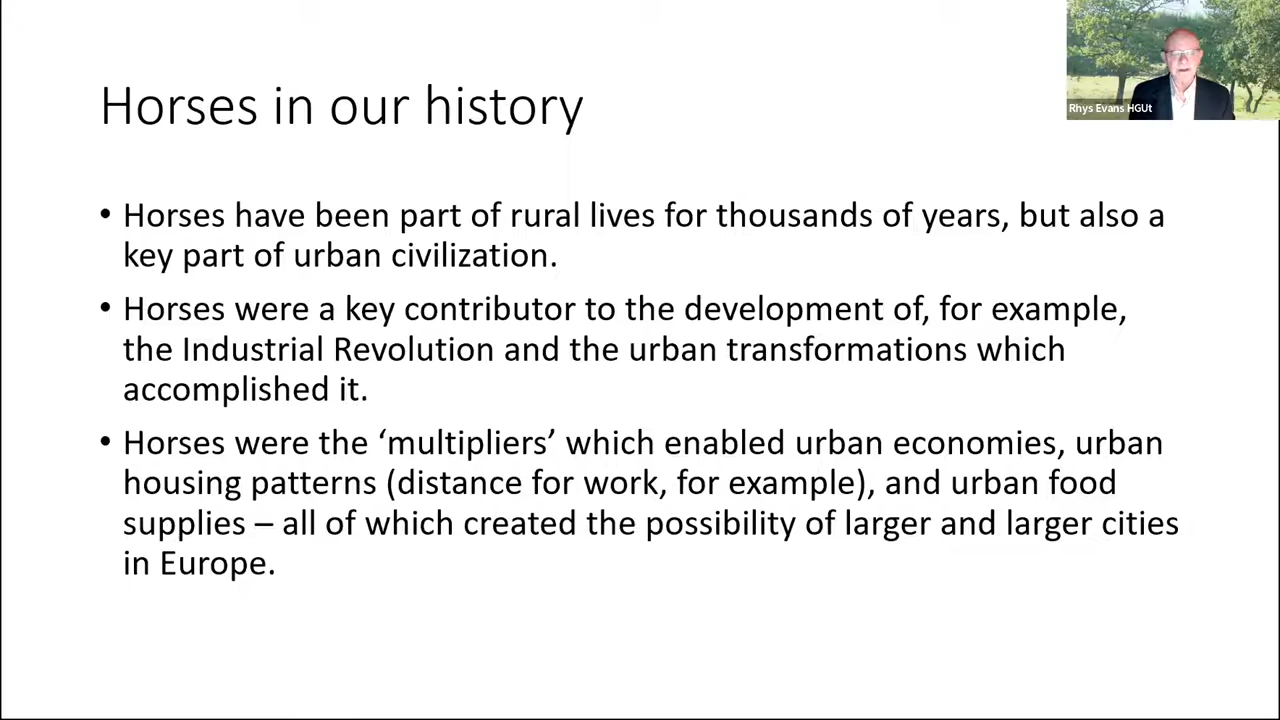 Horses in our history
Rhys Evans HGUt
• Horses have been part of rural lives for thousands of years, but also a
key part of urban civilization.
• Horses were a key contributor to the development of, for example,
the Industrial Revolution and the urban transformations which
accomplished it.
• Horses were the ‘multipliers’ which enabled urban economies, urban
housing patterns (distance for work, for example), and urban food
supplies – all of which created the possibility of larger and larger cities
in Europe.